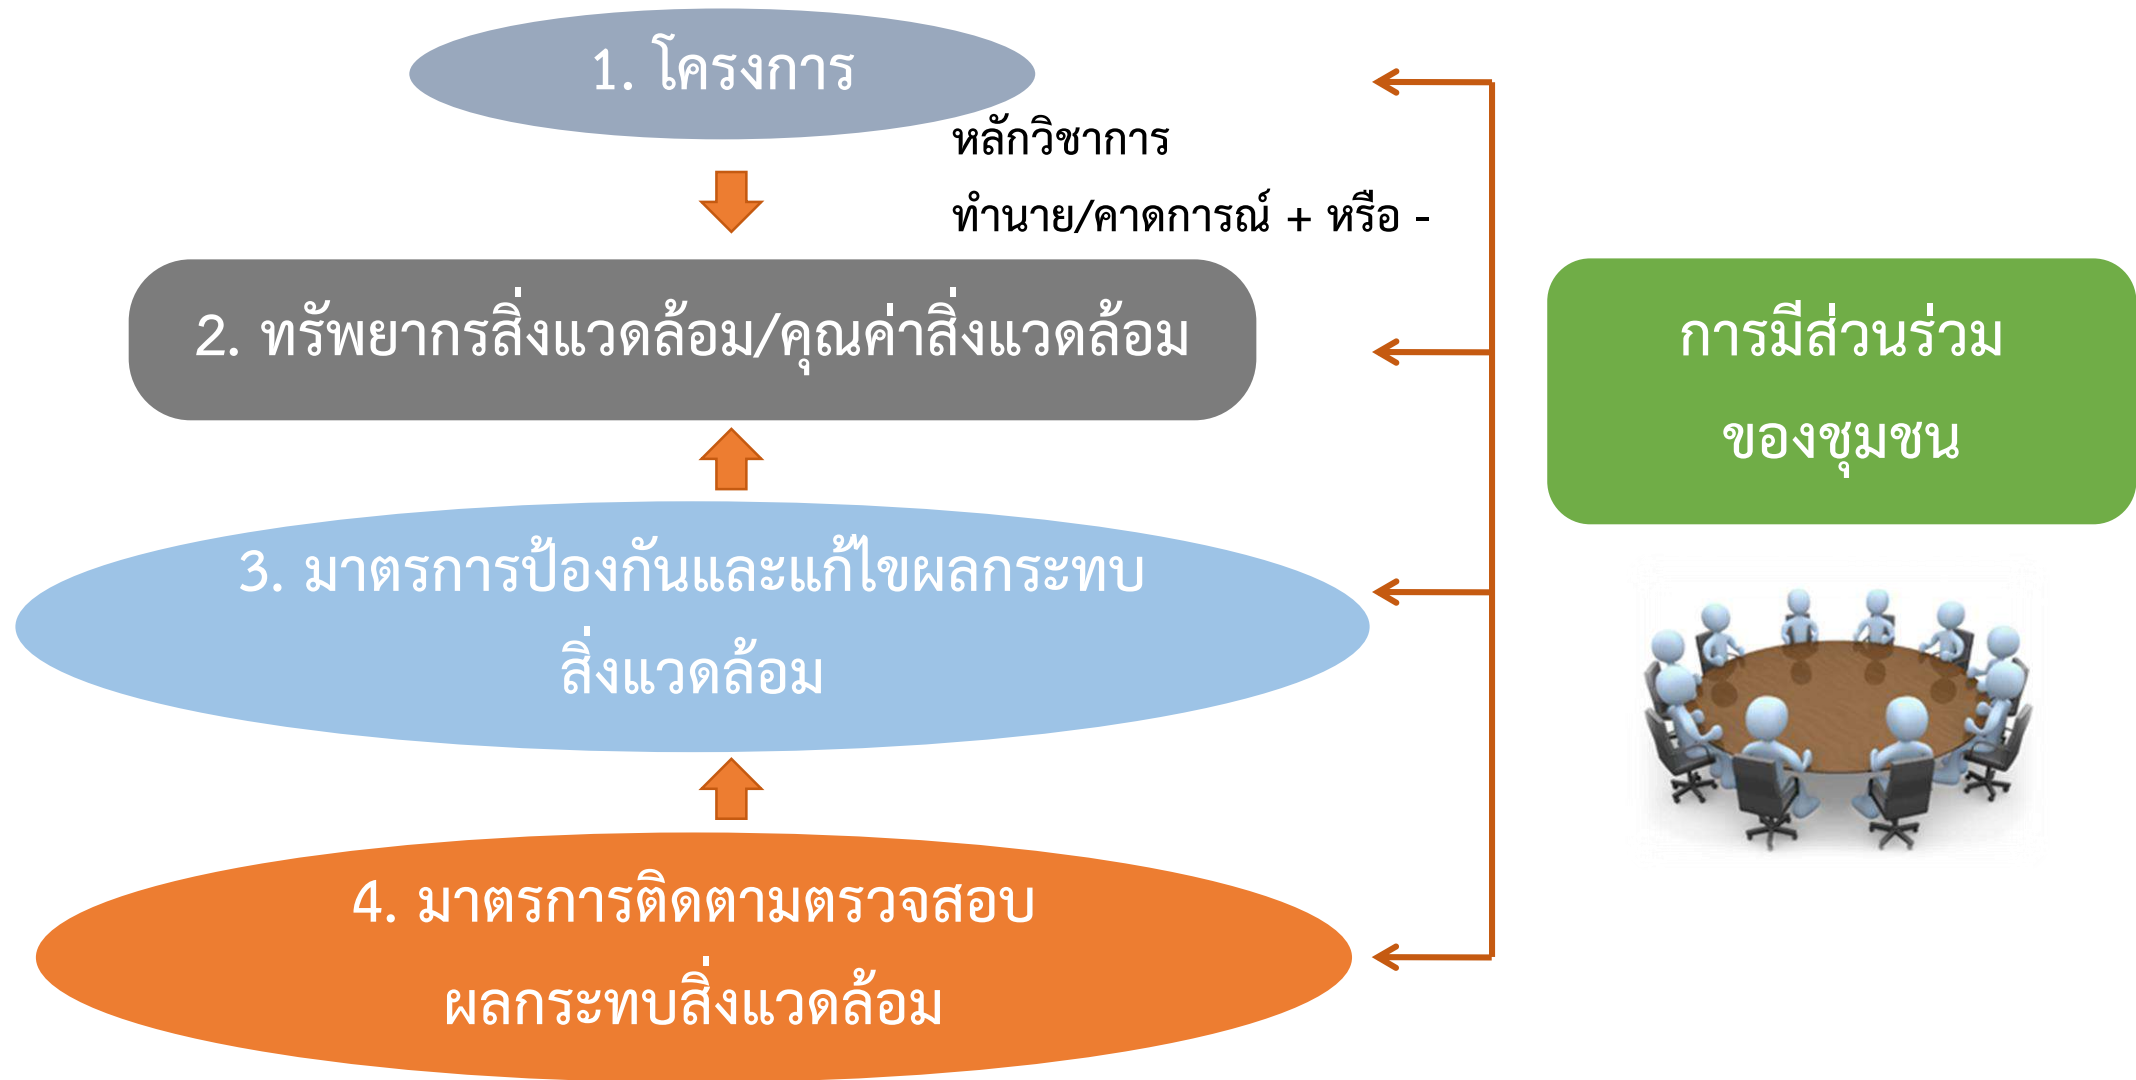 1. โครงการ
หลักวิชาการ
ทำนาย/คาดการณ์ + หรือ -
2. ทรัพยากรสิ่งแวดล้อม/คุณค่าสิ่งแวดล้อม
3. มาตรการป้องกันและแก้ไขผลกระทบ
สิ่งแวดล้อม
4. มาตรการติดตามตรวจสอบ
ผลกระทบสิ่งแวดล้อม
การมีส่วนร่วม
ของชุมชน